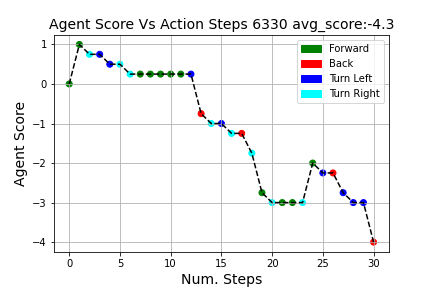 Agent Score Vs Action Steps 6330 avg_score:-4.3
Agent Score
1
0
−1
−2
−3
−4
Forward
Back
Turn Left
Turn Right
0 5 10 15 20 25 30
Num. Steps